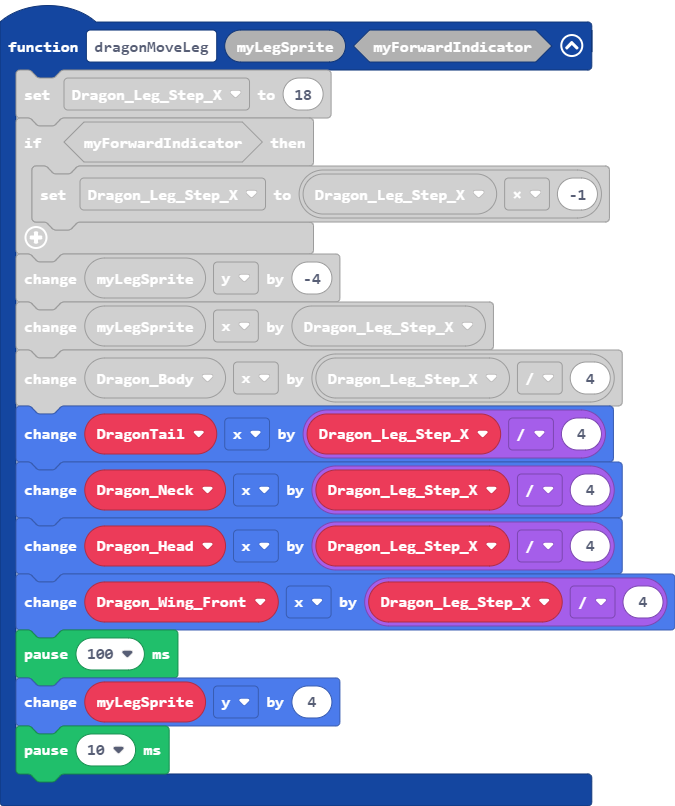 function dragonMoveLeg myLegSprite myForwardIndicator
set Dragon_Leg_Step_X to 18
if myForwardIndicator then
set Dragon_Leg_Step_X to Dragon_Leg_Step_X × -1
change myLegSprite y by -4
change myLegSprite x by Dragon_Leg_Step_X
change Dragon_Body x by Dragon_Leg_Step_X / 4
change DragonTail x by Dragon_Leg_Step_X / 4
change Dragon_Neck x by Dragon_Leg_Step_X / 4
change Dragon_Head x by Dragon_Leg_Step_X / 4
change Dragon_Wing_Front x by Dragon_Leg_Step_X / 4
pause 100 ms
change myLegSprite y by 4
pause 10 ms